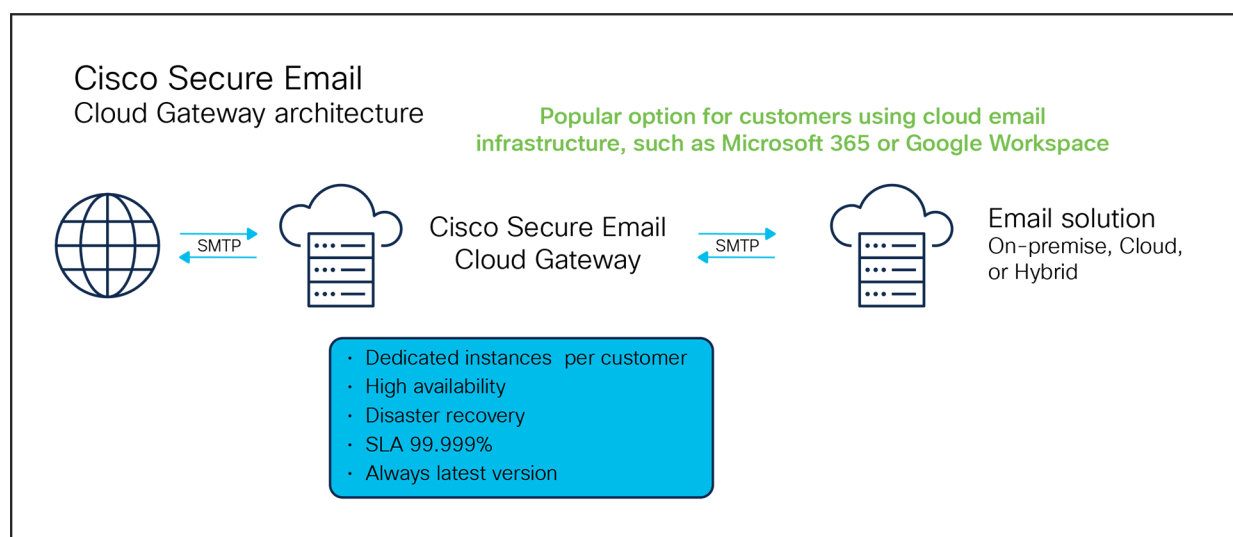 Cisco Secure Email
Cloud Gateway architecture
Popular option for customers using cloud email
infrastructure, such as Microsoft 365 or Google Workspace
SMTP
Cisco Secure Email
Cloud Gateway
SMTP
Email solution
On-premise, Cloud,
or Hybrid
· Dedicated instances per customer
· High availability
· Disaster recovery
· SLA 99.999%
· Always latest version